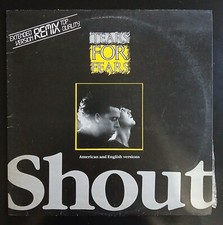 EXTENDED VERSION REMIX TOP QUALITY
TEARS
FOR
FEARS
American and English versions
Shout